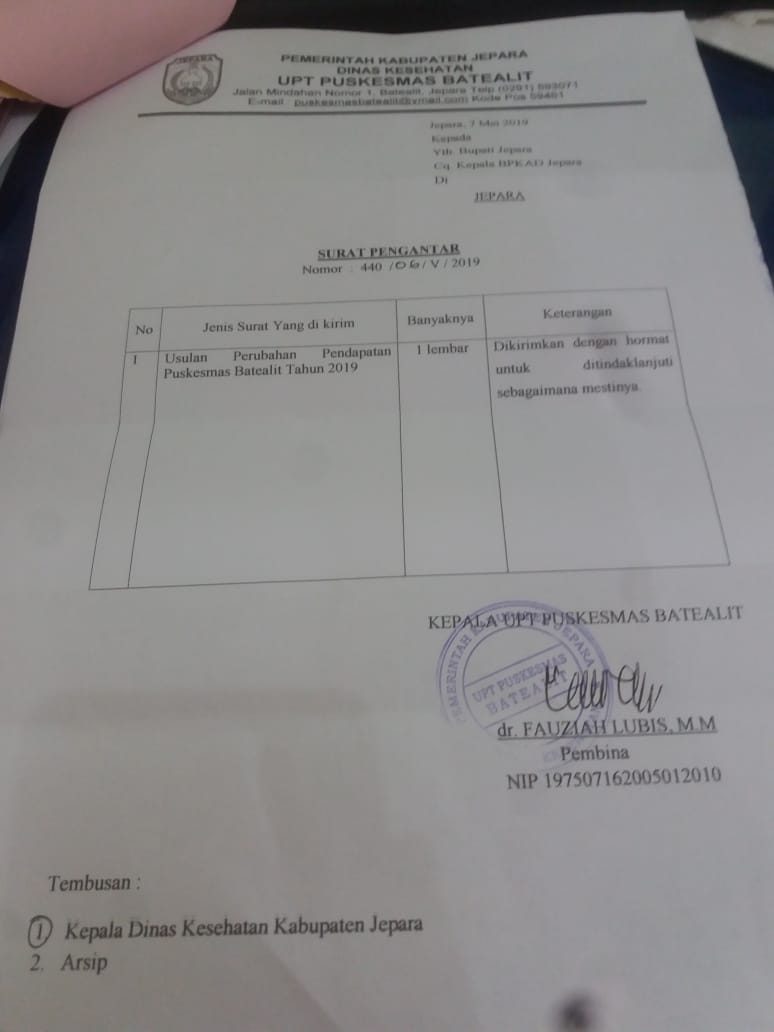 JEPARA
PEMERINTAH KABUPATEN JEPARA
DINAS KESEHATAN
UPT PUSKESMAS BATEALIT
Jalan Mindahan Nomor 1, Batealit, Jepara Telp (0291) 593071
E-mail : puskesmasbatealit@ymail.com Kode Pos 59461
Jepara, 7 Mei 2019
Kepada
Yth. Bupati Jepara
Cq. Kepala BPKAD Jepara
Di
JEPARA
SURAT PENGANTAR
Nomor : 440 /06/V/ 2019
No Jenis Surat Yang di kirim Banyaknya Keterangan
1 Usulan Perubahan Pendapatan 1 lembar Dikirimkan dengan hormat
Puskesmas Batealit Tahun 2019 untuk ditindaklanjuti
sebagaimana mestinya.
KEPALA UPT PUSKESMAS BATEALIT
PEMERINTAH KABUPATEN JEPARA
UPT PUSKESMAS
BATEALIT
dr. FAUZIAH LUBIS, M.M
Pembina
NIP 197507162005012010
Tembusan :
1 Kepala Dinas Kesehatan Kabupaten Jepara
2. Arsip